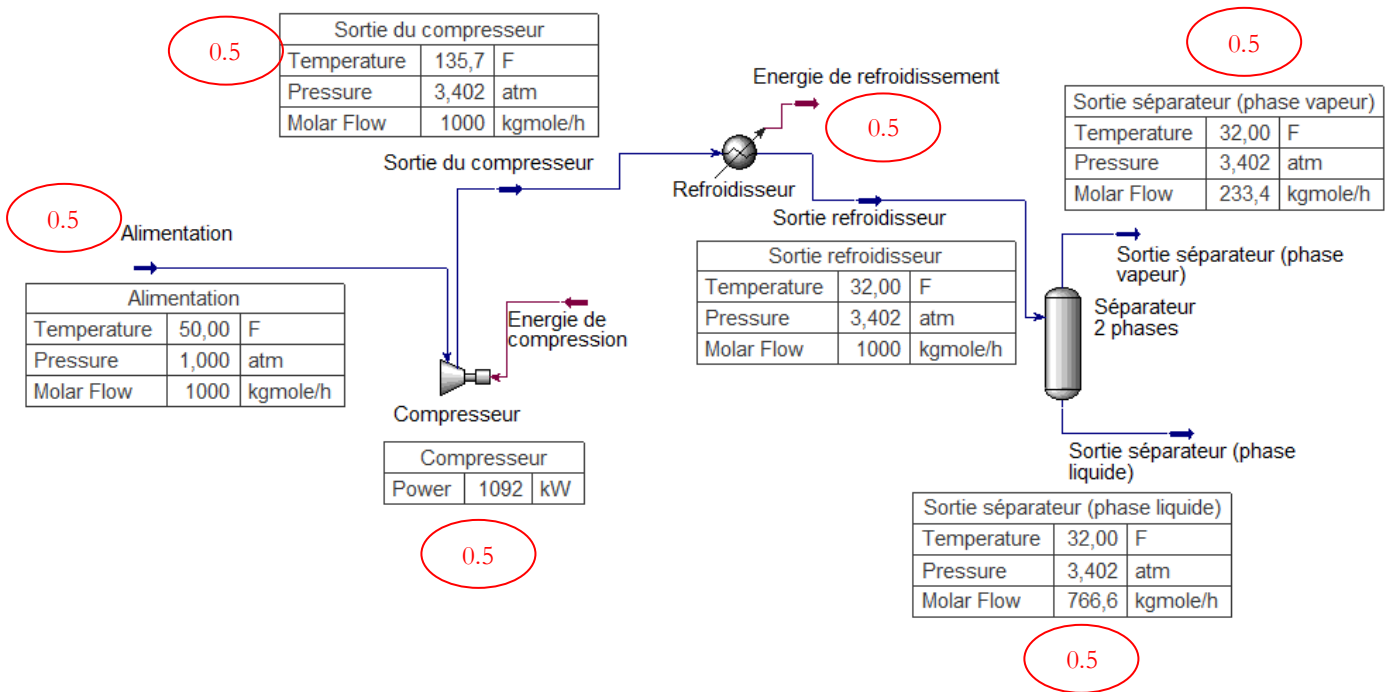 0.5
Sortie du compresseur
Temperature 135,7 F
Pressure 3,402 atm
Molar Flow 1000 kgmole/h
0.5
Energie de refroidissement
0.5
Sortie séparateur (phase vapeur)
Temperature 32,00 F
Pressure 3,402 atm
Molar Flow 233,4 kgmole/h
Sortie du compresseur
Refroidisseur
0.5
Alimentation
Sortie refroidisseur
Sortie refroidisseur
Temperature 32,00 F
Pressure 3,402 atm
Molar Flow 1000 kgmole/h
Sortie séparateur (phase
vapeur)
Séparateur
2 phases
Alimentation
Temperature 50,00 F
Pressure 1,000 atm
Molar Flow 1000 kgmole/h
Energie de
compression
Compresseur
Compresseur
Power 1092 kW
0.5
Sortie séparateur (phase
liquide)
Sortie séparateur (phase liquide)
Temperature 32,00 F
Pressure 3,402 atm
Molar Flow 766,6 kgmole/h
0.5